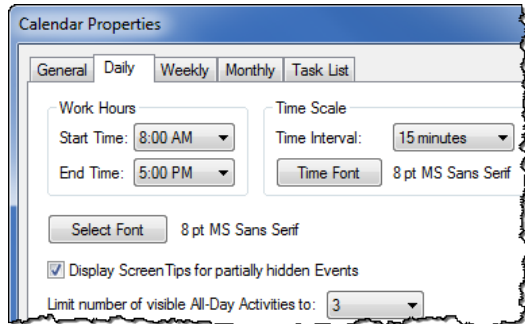 Calendar Properties
General Daily Weekly Monthly Task List
Work Hours
Start Time: 8:00 AM
End Time: 5:00 PM
Time Scale
Time Interval: 15 minutes
Time Font 8 pt MS Sans Serif
Select Font 8 pt MS Sans Serif
Display ScreenTips for partially hidden Events
Limit number of visible All-Day Activities to: 3